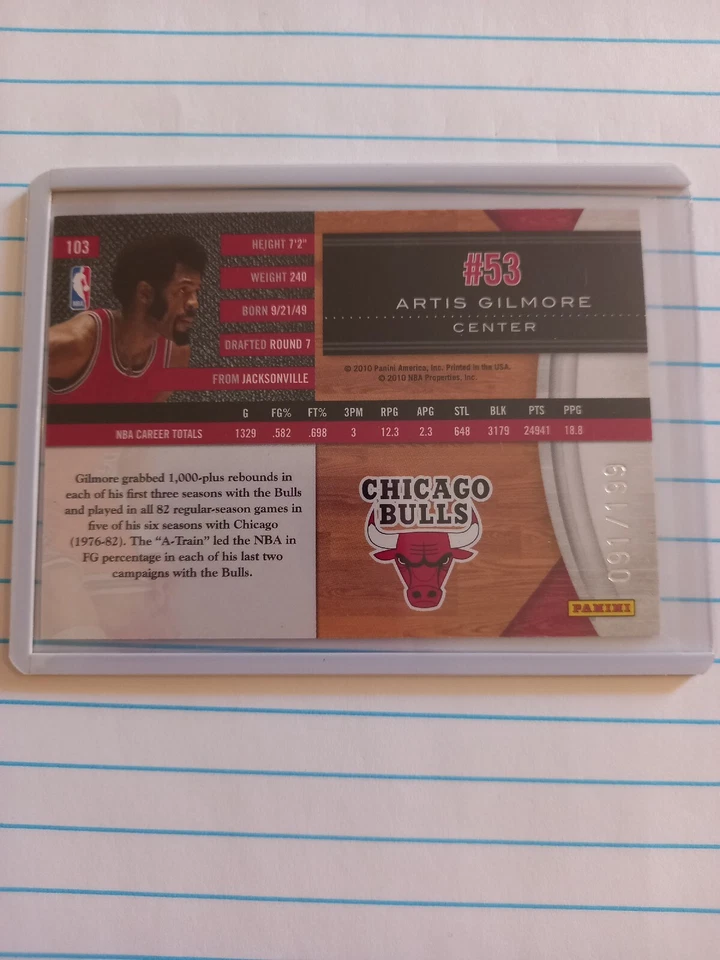 103
HEIGHT 7'2"
WEIGHT 240
BORN 9/21/49
DRAFTED ROUND 7
FROM JACKSONVILLE
#53
ARTIS GILMORE
CENTER
© 2010 Panini America, Inc. Printed in the USA.
© 2010 NBA Properties, Inc.
G FG% FT% 3PM RPG APG STL BLK PTS PPG
NBA CAREER TOTALS 1329 .582 .698 3 12.3 2.3 648 3179 24941 18.8
Gilmore grabbed 1,000-plus rebounds in
each of his first three seasons with the Bulls
and played in all 82 regular-season games in
five of his six seasons with Chicago
(1976-82). The "A-Train" led the NBA in
FG percentage in each of his last two
campaigns with the Bulls.
CHICAGO
BULLS
091/139
PANINI